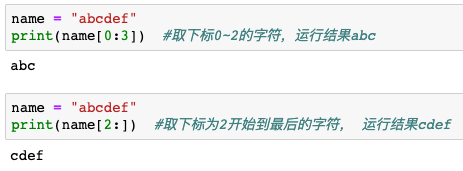 name = "abcdef"
print(name[0:3])  #取下标0~2的字符, 运行结果abc
abc
name = "abcdef"
print(name[2:])  #取下标为2开始到最后的字符,  运行结果cdef
cdef